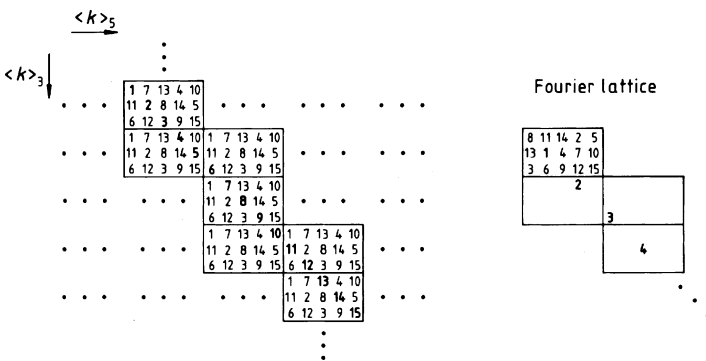 <k>₅
<k>₃
Fourier lattice
1 7 13 4 10
11 2 8 14 5
6 12 3 9 15
1 7 13 4 10 1 7 13 4 10
11 2 8 14 5 11 2 8 14 5
6 12 3 9 15 6 12 3 9 15
1 7 13 4 10
11 2 8 14 5
6 12 3 9 15
1 7 13 4 10 1 7 13 4 10
11 2 8 14 5 11 2 8 14 5
6 12 3 9 15 6 12 3 9 15
1 7 13 4 10
11 2 8 14 5
6 12 3 9 15
8 11 14 2 5
13 1 4 7 10
3 6 9 12 15
2
3
4